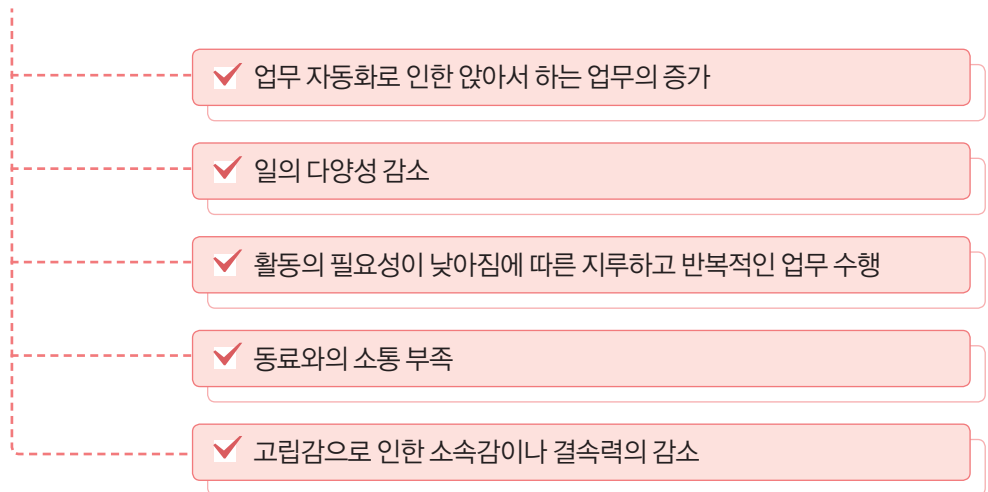 업무 자동화로 인한 앉아서 하는 업무의 증가
일의 다양성 감소
활동의 필요성이 낮아짐에 따른 지루하고 반복적인 업무 수행
동료와의 소통 부족
고립감으로 인한 소속감이나 결속력의 감소